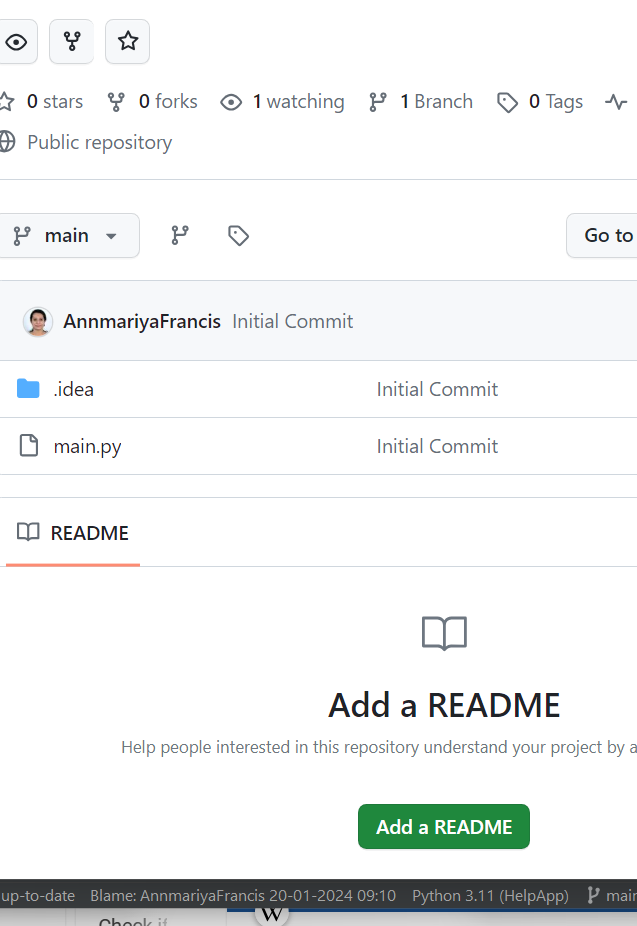 0 stars 0 forks 1 watching 1 Branch 0 Tags
Public repository
main
Go to
AnnmariyaFrancis Initial Commit
.idea Initial Commit
main.py Initial Commit
README
Add a README
Help people interested in this repository understand your project by a
Add a README
up-to-date Blame: AnnmariyaFrancis 20-01-2024 09:10 Python 3.11 (HelpApp) main
Check if
W